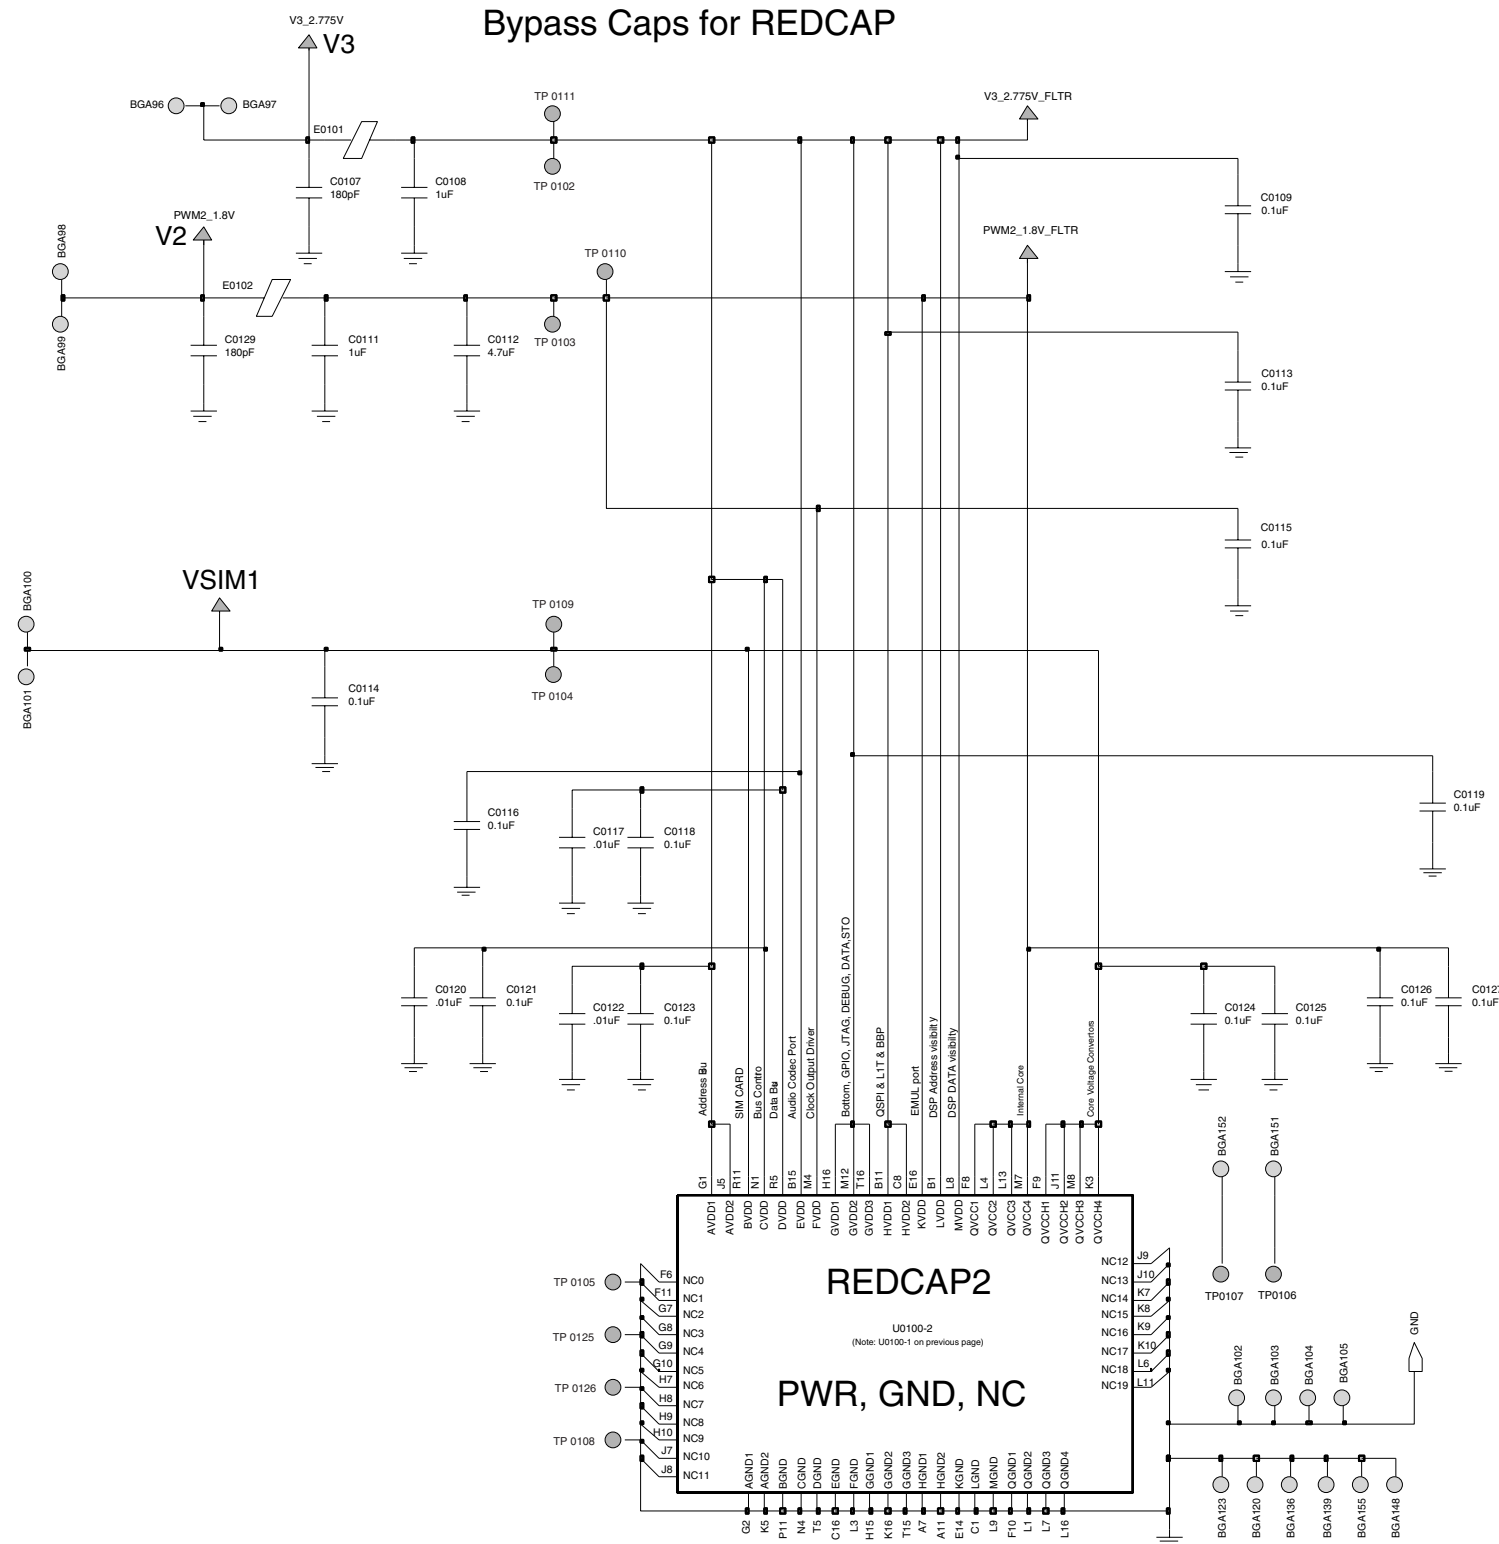 Bypass Caps for REDCAP
V3_2.775V
V3
BGA96
BGA97
E0101
TP 0111
TP 0102
V3_2.775V_FLTR
C0107
180pF
C0108
1uF
C0109
0.1uF
PWM2_1.8V
V2
BGA98
BGA99
E0102
TP 0110
TP 0103
PWM2_1.8V_FLTR
C0129
180pF
C0111
1uF
C0112
4.7uF
C0113
0.1uF
C0115
0.1uF
VSIM1
BGA100
BGA101
TP 0109
TP 0104
C0114
0.1uF
C0116
0.1uF
C0117
.01uF
C0118
0.1uF
C0119
0.1uF
C0120
.01uF
C0121
0.1uF
C0122
.01uF
C0123
0.1uF
C0124
0.1uF
C0125
0.1uF
C0126
0.1uF
C0127
0.1uF
Address Bu
SIM CARD
Bus Contro
Data Bu
Audio Codec Port
Clock Output Driver
Bottom, GPIO, JTAG, DEBUG, DATA,STO
QSPI & L1T & BBP
EMUL port
DSP Address visibilty
DSP DATA visibilty
Internal Core
Core Voltage Convertors
BGA152
BGA151
TP0107
TP0106
G1
J5
R11
N1
R5
B15
M4
H16
M12
T16
B11
C8
E16
B1
L8
F8
L4
L13
M7
F9
J11
M8
K3
AVDD1
AVDD2
BVDD
CVDD
DVDD
EVDD
FVDD
GVDD1
GVDD2
GVDD3
HVDD1
HVDD2
KVDD
LVDD
MVDD
QVCC1
QVCC2
QVCC3
QVCC4
QVCCH1
QVCCH2
QVCCH3
QVCCH4
TP 0105
TP 0125
TP 0126
TP 0108
F6
F11
G7
G8
G9
G10
H7
H8
H9
H10
J7
J8
NC0
NC1
NC2
NC3
NC4
NC5
NC6
NC7
NC8
NC9
NC10
NC11
REDCAP2
U0100-2
(Note: U0100-1 on previous page)
PWR, GND, NC
NC12
NC13
NC14
NC15
NC16
NC17
NC18
NC19
J9
J10
K7
K8
K9
K10
L6
L11
AGND1
AGND2
BGND
CGND
DGND
EGND
FGND
GGND1
GGND2
GGND3
HGND1
HGND2
KGND
LGND
MGND
QGND1
QGND2
QGND3
QGND4
G2
K5
P11
N4
T5
C16
L3
H15
K16
T15
A7
A11
E14
C1
L9
F10
L1
L7
L16
GND
BGA102
BGA103
BGA104
BGA105
BGA123
BGA120
BGA136
BGA139
BGA155
BGA148